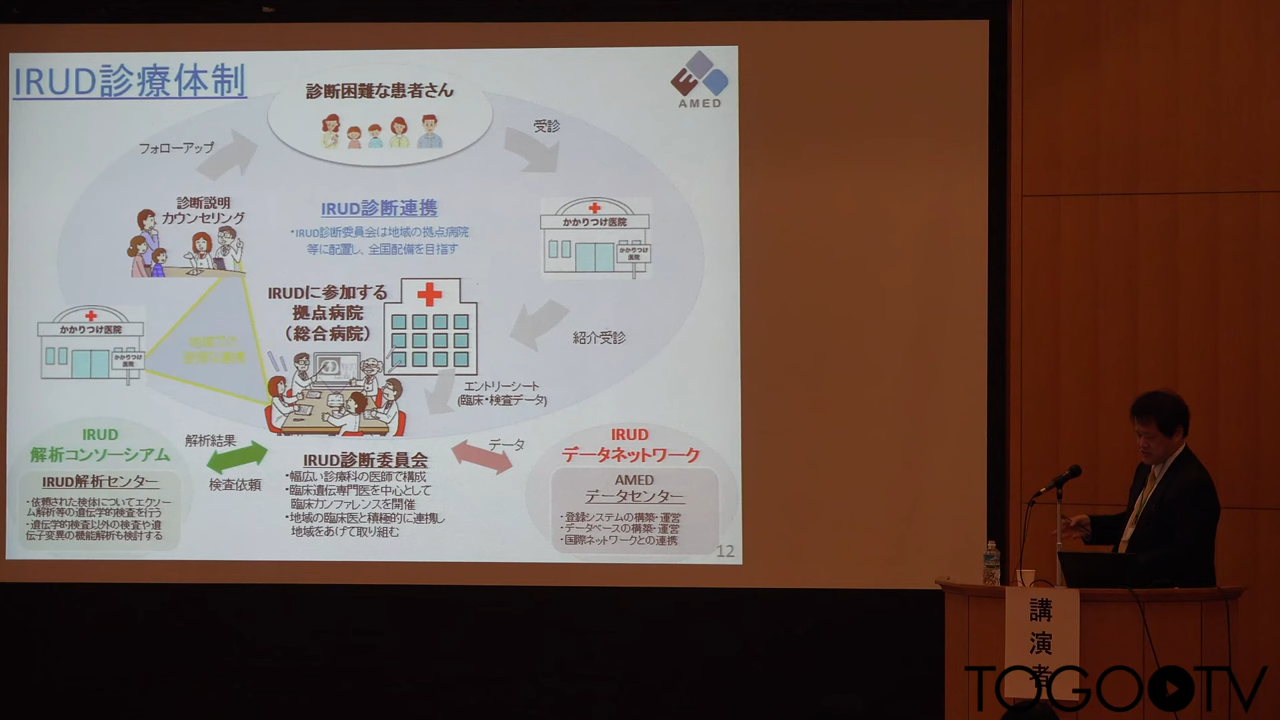 IRUD診療体制
診断困難な患者さん
AMED
フォローアップ
受診
診断説明
カウンセリング
IRUD診断連携
・IRUD診断委員会は地域の拠点病院
等に配置し、全国配備を目指す
かかりつけ医院
かかりつけ
医院
IRUDに参加する
拠点病院
（総合病院）
かかりつけ医院
かかりつけ
医院
紹介受診
エントリーシート
(臨床・検査データ)
IRUD
解析コンソーシアム
解析結果
検査依頼
IRUD解析センター
・依頼された検体についてエクソー
ム解析等の遺伝学的検査を行う
・遺伝学的検査以外の検査や遺
伝子変異の機能解析も検討する
IRUD診断委員会
・幅広い診療科の医師で構成
・臨床遺伝専門医を中心として
臨床カンファレンスを開催
・地域の臨床医と積極的に連携し
地域をあげて取り組む
データ
IRUD
データネットワーク
AMED
データセンター
・登録システムの構築・運営
・データベースの構築・運営
・国際ネットワークとの連携
12
講演者
TOGOTV